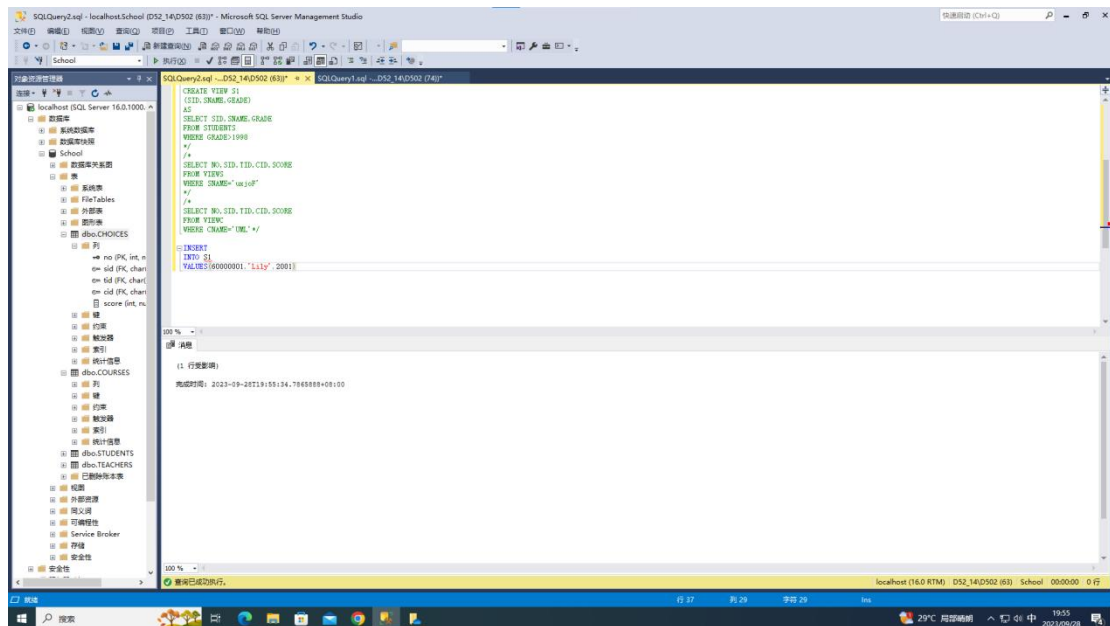 SQLQuery2.sql - localhost.School (D52_14\D502 (63))* - Microsoft SQL Server Management Studio
快速启动 (Ctrl+Q)
文件(F) 编辑(E) 视图(V) 查询(Q) 项目(P) 工具(T) 窗口(W) 帮助(H)
新建查询(N)
School
执行(X)
对象资源管理器
SQLQuery2.sql -...D52_14\D502 (63))*
SQLQuery1.sql -...D52_14\D502 (74))*
连接
localhost (SQL Server 16.0.1000.
数据库
系统数据库
数据库快照
School
数据库关系图
表
系统表
FileTables
外部表
图形表
dbo.CHOICES
列
no (PK, int, n
sid (FK, char(
tid (FK, char(
cid (FK, char(
score (int, nu
键
约束
触发器
索引
统计信息
dbo.COURSES
列
键
约束
触发器
索引
统计信息
dbo.STUDENTS
dbo.TEACHERS
已删除账本表
视图
外部资源
同义词
可编程性
Service Broker
存储
安全性
安全性
CREATE VIEW S1
(SID,SNAME,GEADE)
AS
SELECT SID,SNAME,GRADE
FROM STUDENTS
WHERE GRADE>1998
*/
/*
SELECT NO,SID,TID,CID,SCORE
FROM VIEWS
WHERE SNAME='uxjof'
*/
/*
SELECT NO,SID,TID,CID,SCORE
FROM VIEWC
WHERE CNAME='UML'*/
INSERT
INTO S1
VALUES(60000001,'Lily',2001)
100 %
消息
(1 行受影响)
完成时间: 2023-09-28T19:55:34.7865888+08:00
100 %
查询已成功执行。
localhost (16.0 RTM) D52_14\D502 (63) School 00:00:00 0 行
就绪
行 37 列 29 字符 29 Ins
搜索
29°C 局部晴朗
中
19:55
2023/09/28